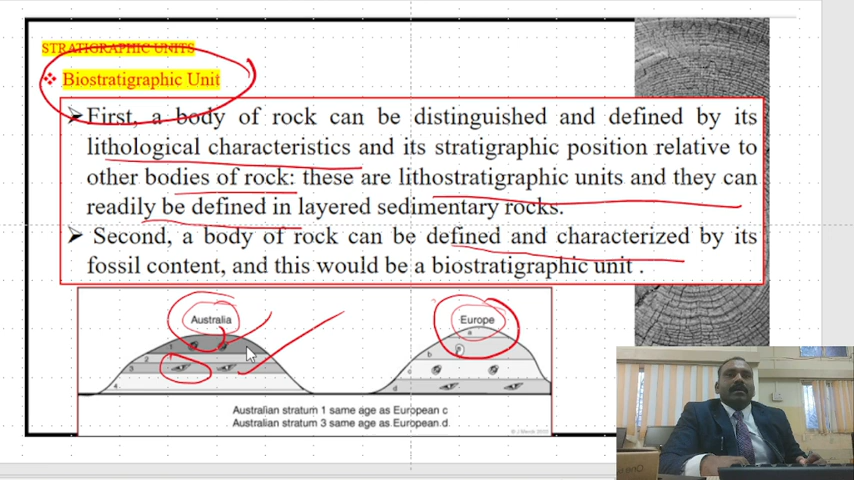 STRATIGRAPHIC UNITS
❖ Biostratigraphic Unit
➢ First, a body of rock can be distinguished and defined by its
lithological characteristics and its stratigraphic position relative to
other bodies of rock: these are lithostratigraphic units and they can
readily be defined in layered sedimentary rocks.
➢ Second, a body of rock can be defined and characterized by its
fossil content, and this would be a biostratigraphic unit .
Australia
Europe
1
2
3
4
a
b
c
d
Australian stratum 1 same age as European c
Australian stratum 3 same age as European d